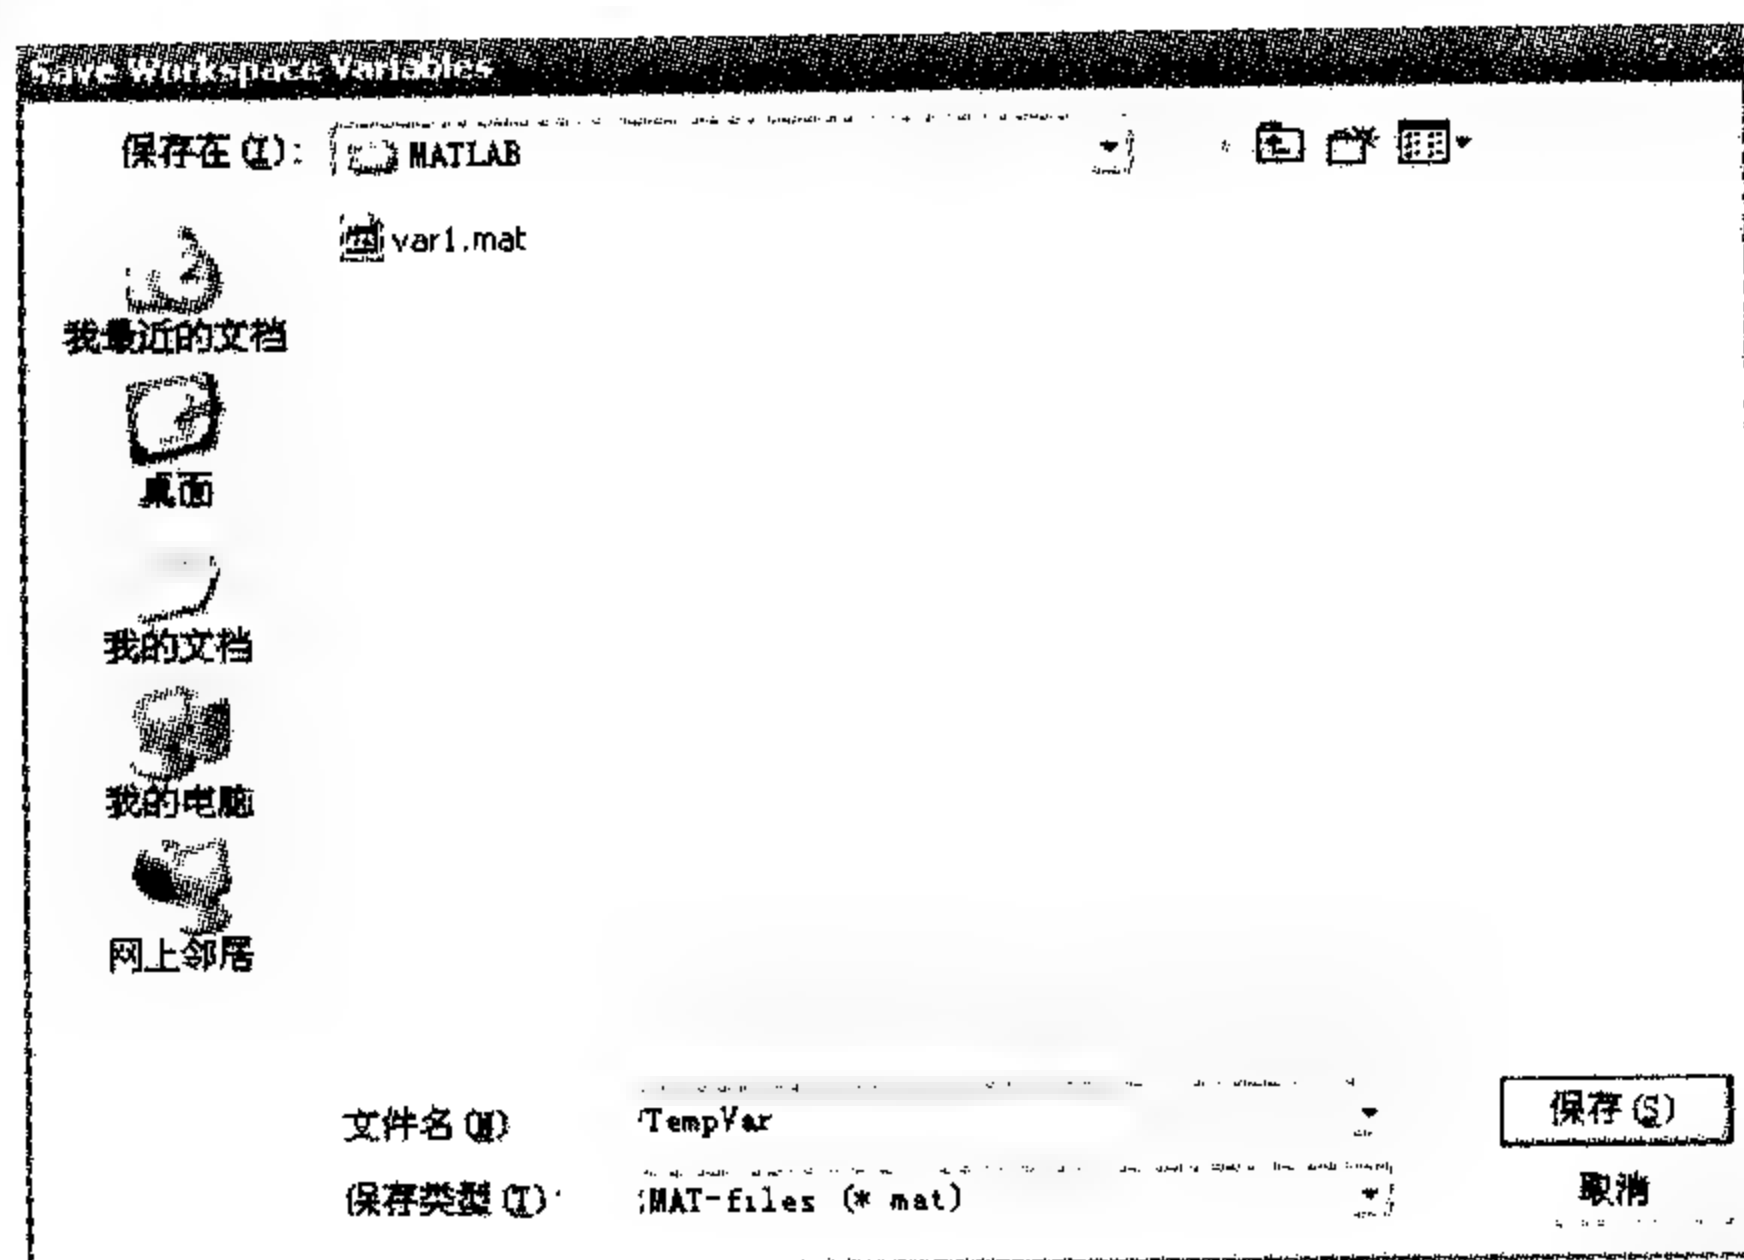 Save Workspace Variables
保存在(I): MATLAB
var1.mat
我最近的文档
桌面
我的文档
我的电脑
网上邻居
文件名(N) TempVar 保存(S)
保存类型(T): MAT-files (* mat) 取消